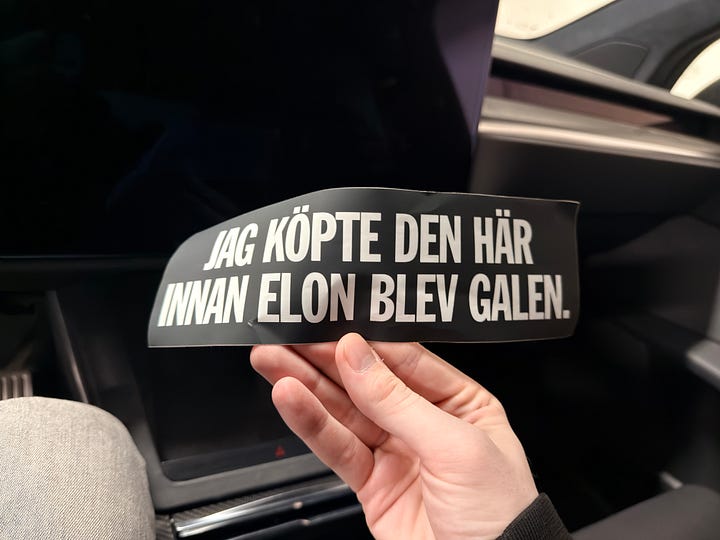 JAG KÖPTE DEN HÄR
INNAN ELON BLEV GALEN.